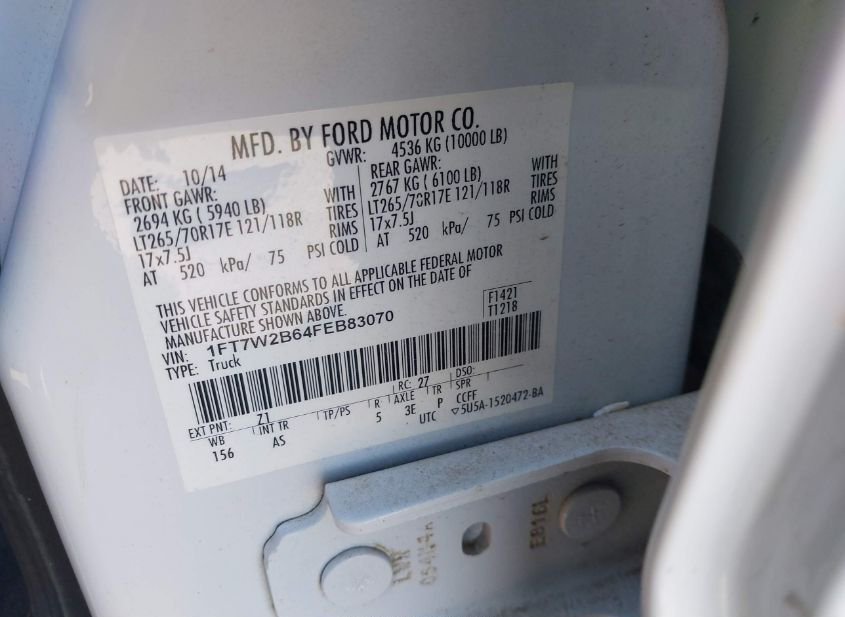 MFD. BY FORD MOTOR CO.
DATE: 10/14 GVWR: 4536 KG (10000 LB)
FRONT GAWR: REAR GAWR:
2694 KG ( 5940 LB) WITH 2767 KG ( 6100 LB) WITH
LT265/70R17E 121/118R TIRES LT265/70R17E 121/118R TIRES
17x7.5J RIMS 17x7.5J RIMS
AT 520 kPa/ 75 PSI COLD AT 520 kPa/ 75 PSI COLD
THIS VEHICLE CONFORMS TO ALL APPLICABLE FEDERAL MOTOR
VEHICLE SAFETY STANDARDS IN EFFECT ON THE DATE OF
MANUFACTURE SHOWN ABOVE.
F1421
T1218
VIN: 1FT7W2B64FEB83070
TYPE: Truck
EXT PNT: Z1 RC: 27 DSO:
WB INT TR TP/PS R AXLE TR SPR
156 AS 5 3E P CCFF
UTC ▽5U5A-1520472-BA
LWR
E816L